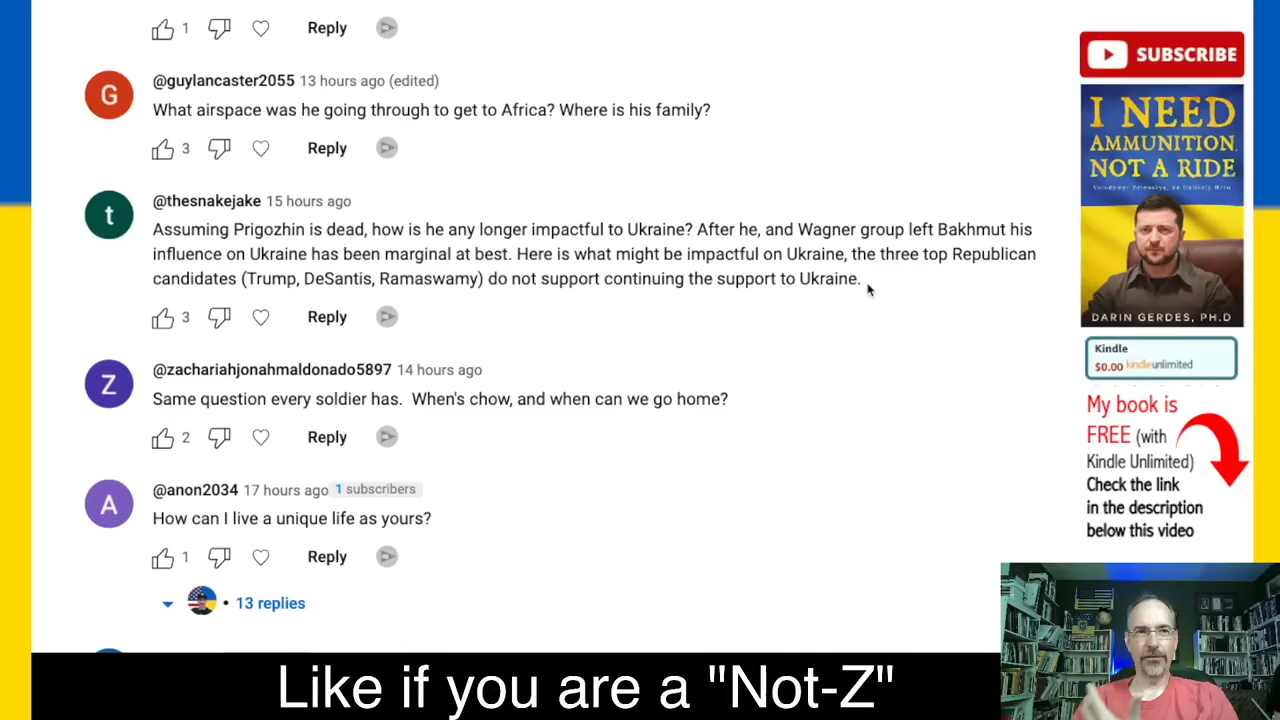 1 Reply
G
@guylancaster2055 13 hours ago (edited)
What airspace was he going through to get to Africa? Where is his family?
3 Reply
t
@thesnakejake 15 hours ago
Assuming Prigozhin is dead, how is he any longer impactful to Ukraine? After he, and Wagner group left Bakhmut his
influence on Ukraine has been marginal at best. Here is what might be impactful on Ukraine, the three top Republican
candidates (Trump, DeSantis, Ramaswamy) do not support continuing the support to Ukraine.
3 Reply
Z
@zachariahjonahmaldonado5897 14 hours ago
Same question every soldier has. When's chow, and when can we go home?
2 Reply
A
@anon2034 17 hours ago 1 subscribers
How can I live a unique life as yours?
1 Reply
• 13 replies
SUBSCRIBE
I NEED
AMMUNITION,
NOT A RIDE
Volodymyr Zelenskyy, An Unlikely Hero
DARIN GERDES, PH.D
Kindle
$0.00 kindleunlimited
My book is
FREE (with
Kindle Unlimited)
Check the link
in the description
below this video
Like if you are a "Not-Z"